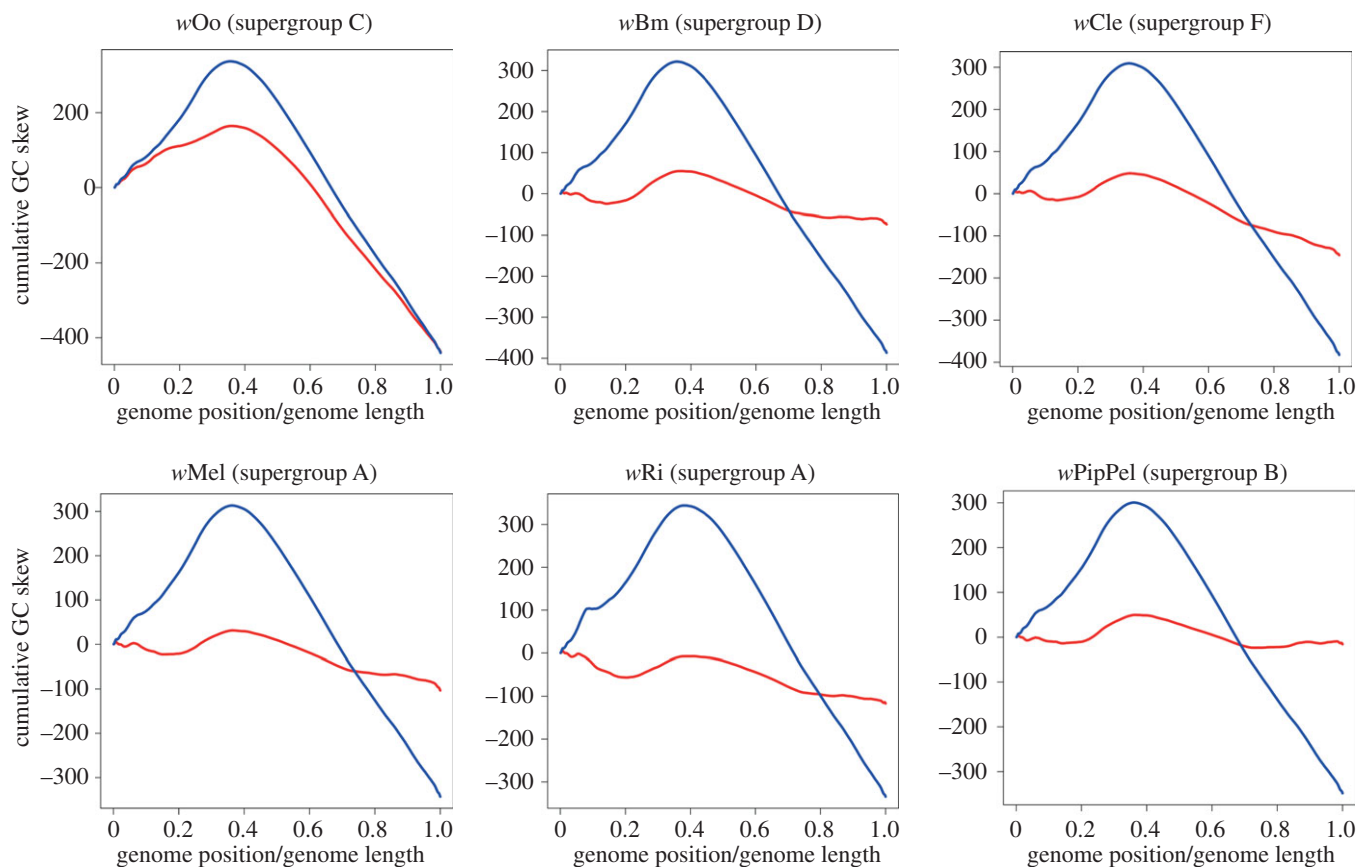 wOo (supergroup C)
wBm (supergroup D)
wCle (supergroup F)
cumulative GC skew
200
0
–200
–400
0 0.2 0.4 0.6 0.8 1.0
genome position/genome length
300
200
100
0
–100
–200
–300
–400
0 0.2 0.4 0.6 0.8 1.0
genome position/genome length
300
200
100
0
–100
–200
–300
–400
0 0.2 0.4 0.6 0.8 1.0
genome position/genome length
wMel (supergroup A)
wRi (supergroup A)
wPipPel (supergroup B)
cumulative GC skew
300
200
100
0
–100
–200
–300
0 0.2 0.4 0.6 0.8 1.0
genome position/genome length
300
200
100
0
–100
–200
–300
0 0.2 0.4 0.6 0.8 1.0
genome position/genome length
300
200
100
0
–100
–200
–300
0 0.2 0.4 0.6 0.8 1.0
genome position/genome length